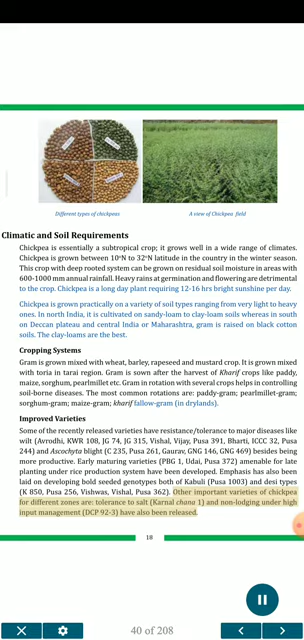 Different types of chickpeas
A view of Chickpea field
Climatic and Soil Requirements
Chickpea is essentially a subtropical crop; it grows well in a wide range of climates.
Chickpea is grown between 10°N to 32°N latitude in the country in the winter season.
This crop with deep rooted system can be grown on residual soil moisture in areas with
600-1000 mm annual rainfall. Heavy rains at germination and flowering are detrimental
to the crop. Chickpea is a long day plant requiring 12-16 hrs bright sunshine per day.
Chickpea is grown practically on a variety of soil types ranging from very light to heavy
ones. In north India, it is cultivated on sandy-loam to clay-loam soils whereas in south
on Deccan plateau and central India or Maharashtra, gram is raised on black cotton
soils. The clay-loams are the best.
Cropping Systems
Gram is grown mixed with wheat, barley, rapeseed and mustard crop. It is grown mixed
with toria in tarai region. Gram is sown after the harvest of Kharif crops like paddy,
maize, sorghum, pearlmillet etc. Gram in rotation with several crops helps in controlling
soil-borne diseases. The most common rotations are: paddy-gram; pearlmillet-gram;
sorghum-gram; maize-gram; kharif fallow-gram (in drylands).
Improved Varieties
Some of the recently released varieties have resistance/tolerance to major diseases like
wilt (Avrodhi, KWR 108, JG 74, JG 315, Vishal, Vijay, Pusa 391, Bharti, ICCC 32, Pusa
244) and Ascochyta blight (C 235, Pusa 261, Gaurav, GNG 146, GNG 469) besides being
more productive. Early maturing varieties (PBG 1, Udai, Pusa 372) amenable for late
planting under rice production system have been developed. Emphasis has also been
laid on developing bold seeded genotypes both of Kabuli (Pusa 1003) and desi types
(K 850, Pusa 256, Vishwas, Vishal, Pusa 362). Other important varieties of chickpea
for different zones are: tolerance to salt (Karnal chana 1) and non-lodging under high
input management (DCP 92-3) have also been released.
18
40 of 208